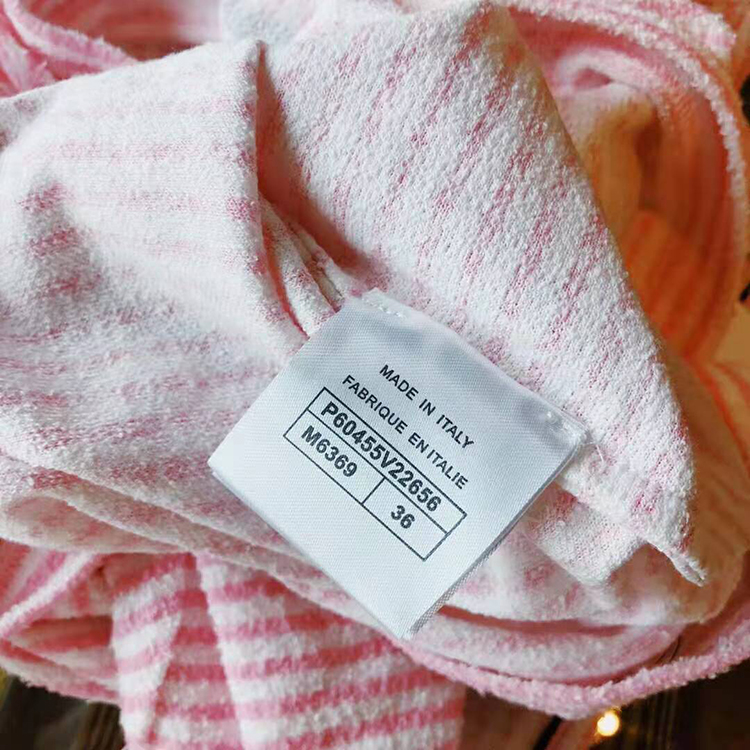 MADE IN ITALY
FABRIQUE EN ITALIE
P60455V22656
M6369 36